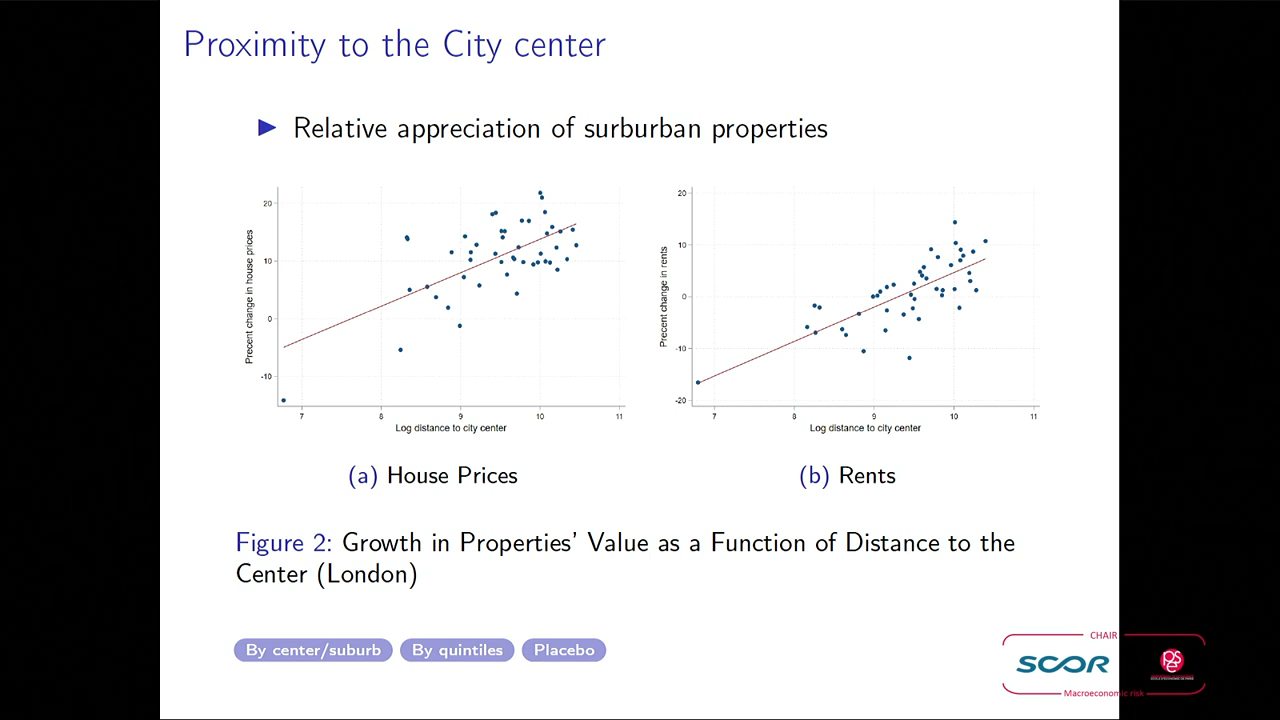 Proximity to the City center
Relative appreciation of surburban properties
Precent change in house prices
20
10
0
-10
7 8 9 10 11
Log distance to city center
(a) House Prices
Precent change in rents
20
10
0
-10
-20
7 8 9 10 11
Log distance to city center
(b) Rents
Figure 2: Growth in Properties' Value as a Function of Distance to the
Center (London)
By center/suburb By quintiles Placebo
CHAIR
SCOR
pse
Macroeconomic risk